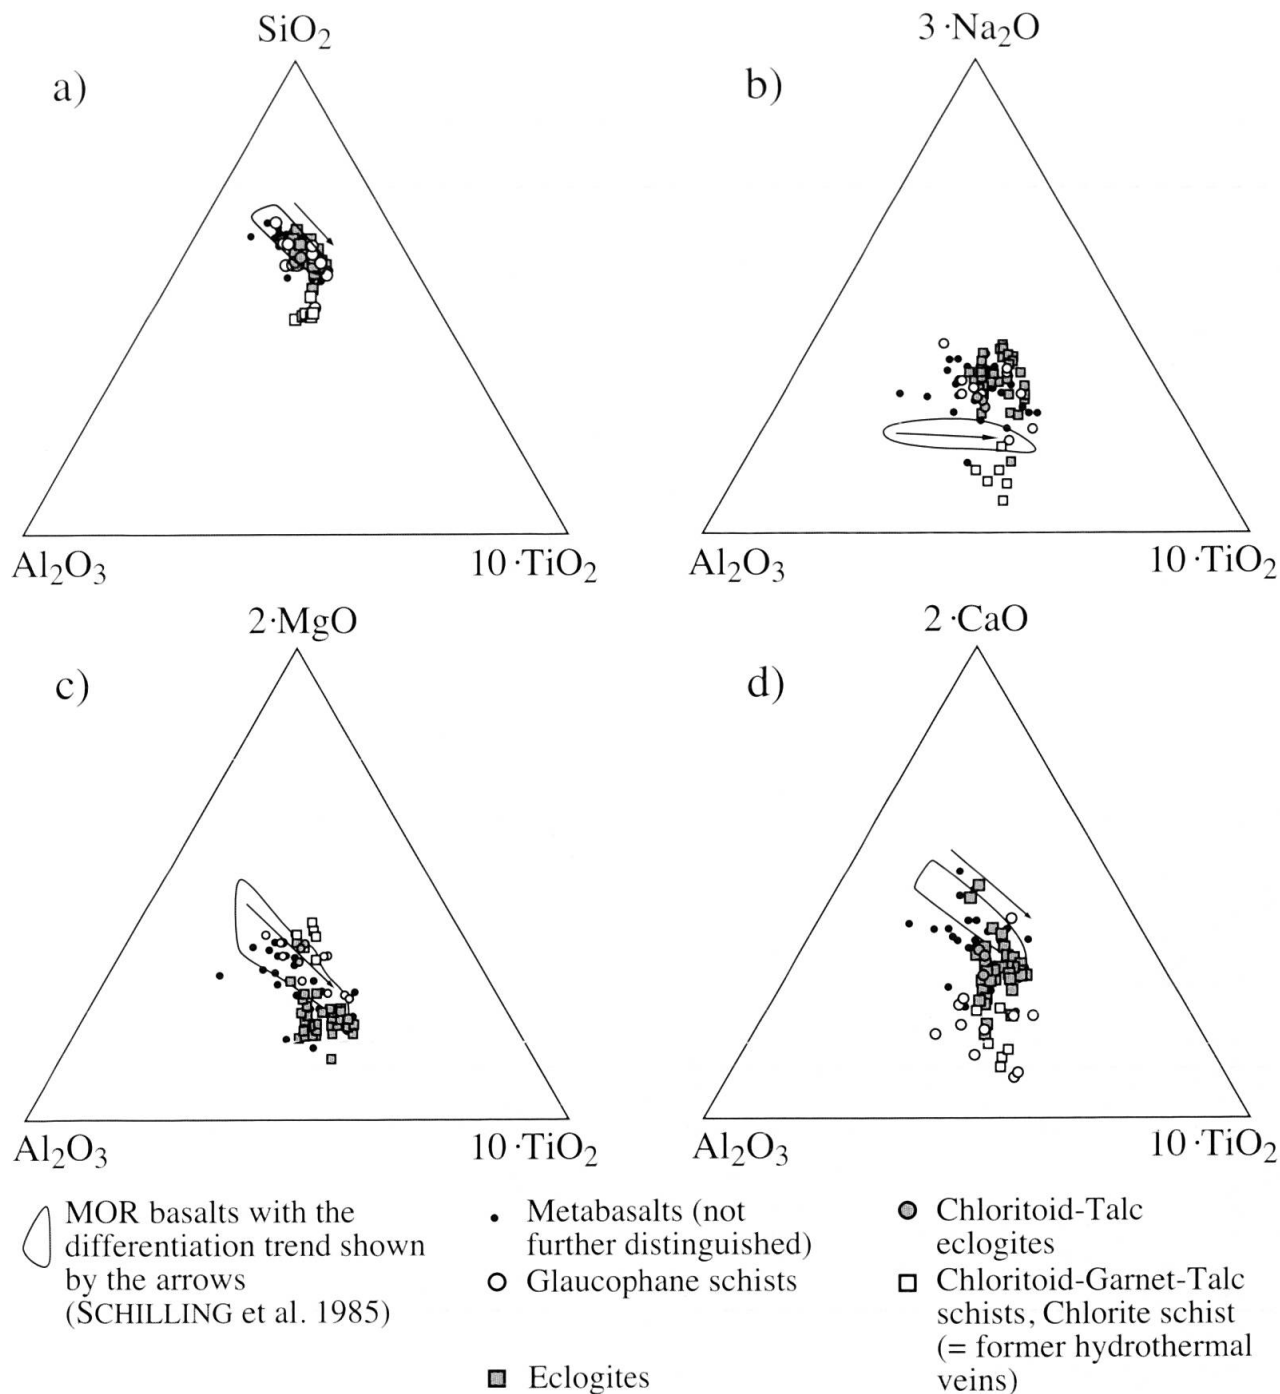 SiO₂
3·Na₂O
a)
b)
Al₂O₃
10·TiO₂
Al₂O₃
10·TiO₂
2·MgO
2·CaO
c)
d)
Al₂O₃
10·TiO₂
Al₂O₃
10·TiO₂
MOR basalts with the
differentiation trend shown
by the arrows
(SCHILLING et al. 1985)
Metabasalts (not
further distinguished)
Glaucophane schists
Eclogites
Chloritoid-Talc
eclogites
Chloritoid-Garnet-Talc
schists, Chlorite schist
(= former hydrothermal
veins)